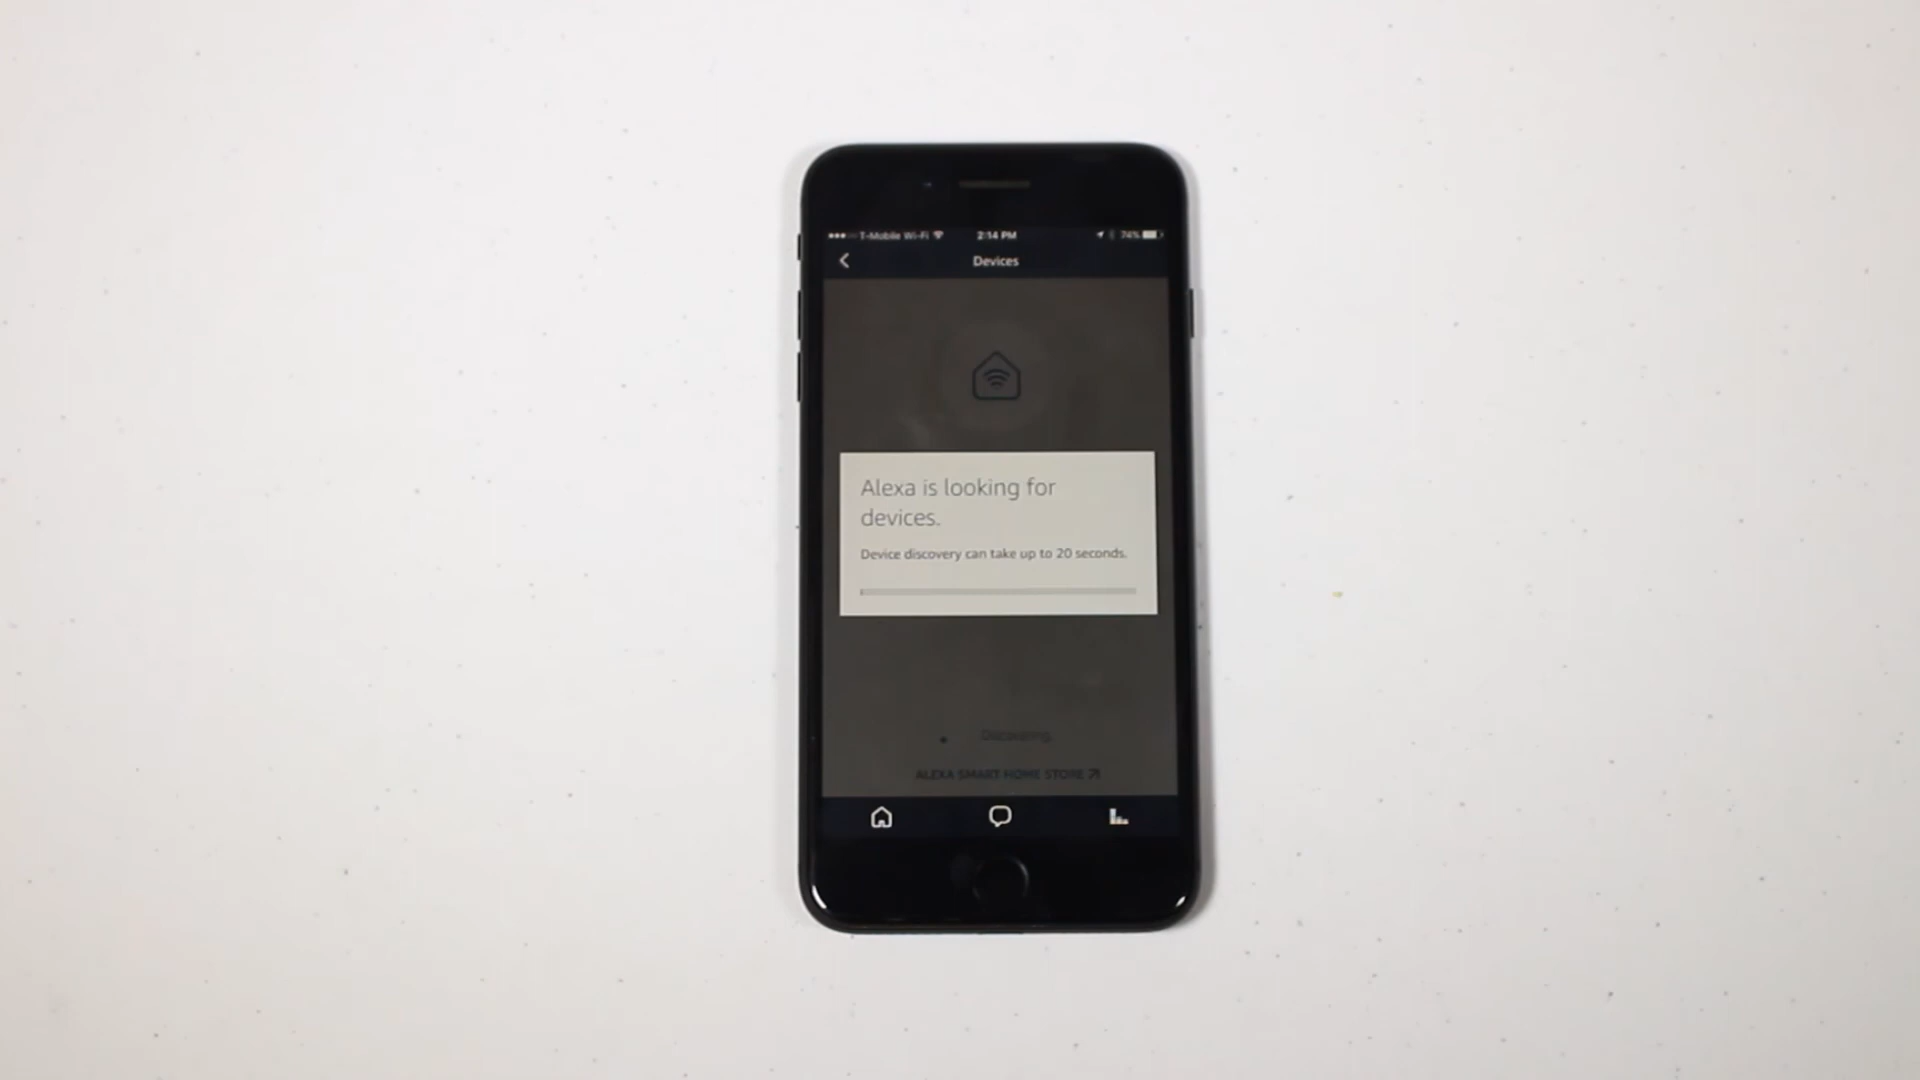 T-Mobile Wi-Fi 2:14 PM 74%
Devices
Alexa is looking for
devices.
Device discovery can take up to 20 seconds.
Discovering
ALEXA SMART HOME STORE